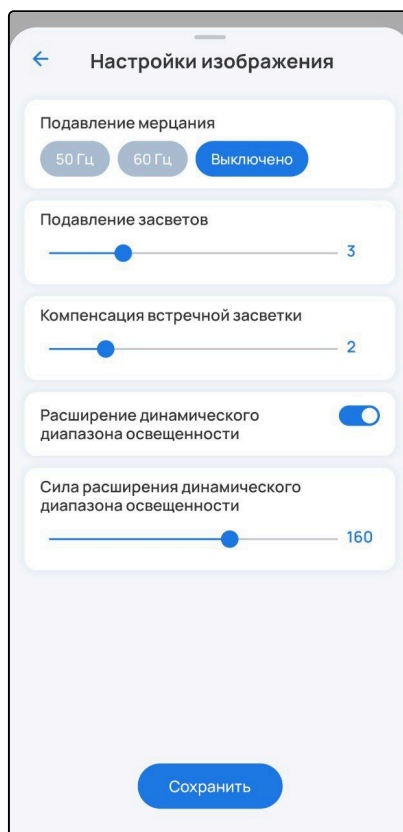 Настройки изображения
Подавление мерцания
50 Гц 60 Гц Выключено
Подавление засветов
3
Компенсация встречной засветки
2
Расширение динамического
диапазона освещенности
Сила расширения динамического
диапазона освещенности
160
Сохранить